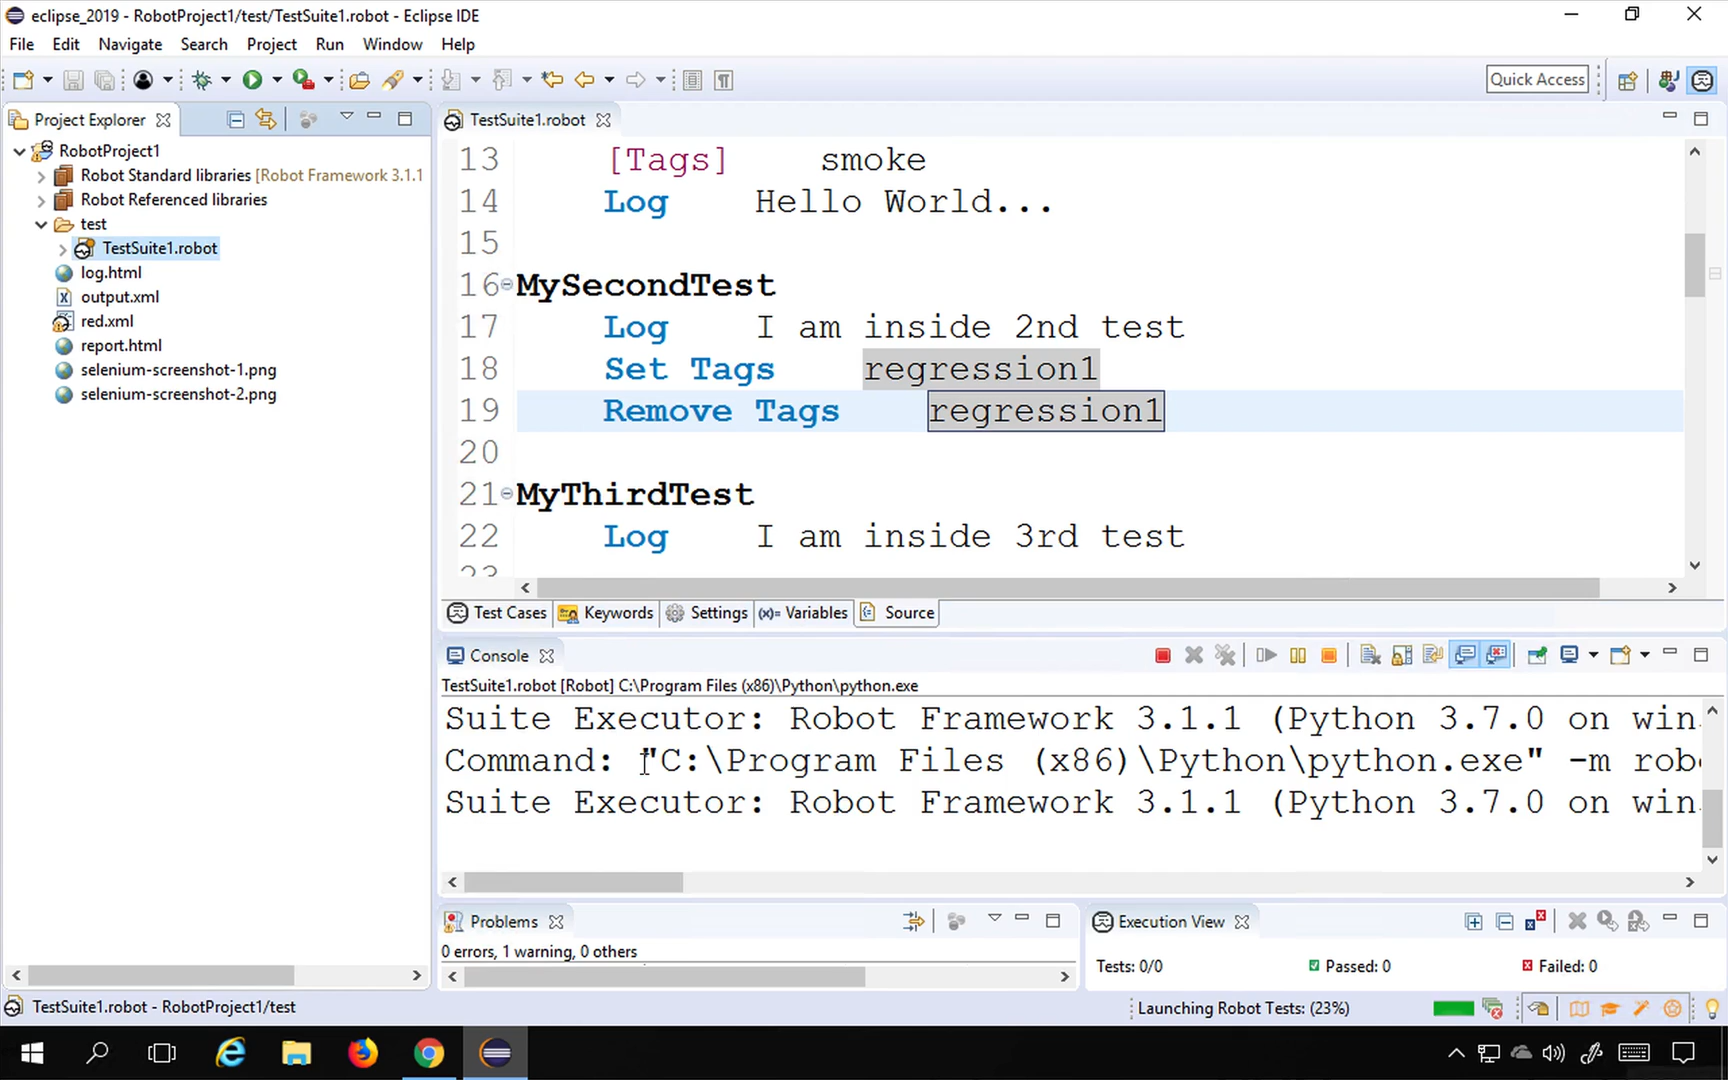 eclipse_2019 - RobotProject1/test/TestSuite1.robot - Eclipse IDE
File Edit Navigate Search Project Run Window Help
Quick Access
Project Explorer
RobotProject1
Robot Standard libraries [Robot Framework 3.1.1
Robot Referenced libraries
test
TestSuite1.robot
log.html
output.xml
red.xml
report.html
selenium-screenshot-1.png
selenium-screenshot-2.png
TestSuite1.robot
13 [Tags] smoke
14 Log Hello World...
15
16 MySecondTest
17 Log I am inside 2nd test
18 Set Tags regression1
19 Remove Tags regression1
20
21 MyThirdTest
22 Log I am inside 3rd test
23
Test Cases Keywords Settings Variables Source
Console
TestSuite1.robot [Robot] C:\Program Files (x86)\Python\python.exe
Suite Executor: Robot Framework 3.1.1 (Python 3.7.0 on win
Command: "C:\Program Files (x86)\Python\python.exe" -m rob
Suite Executor: Robot Framework 3.1.1 (Python 3.7.0 on win
Problems
0 errors, 1 warning, 0 others
Execution View
Tests: 0/0 Passed: 0 Failed: 0
TestSuite1.robot - RobotProject1/test
Launching Robot Tests: (23%)